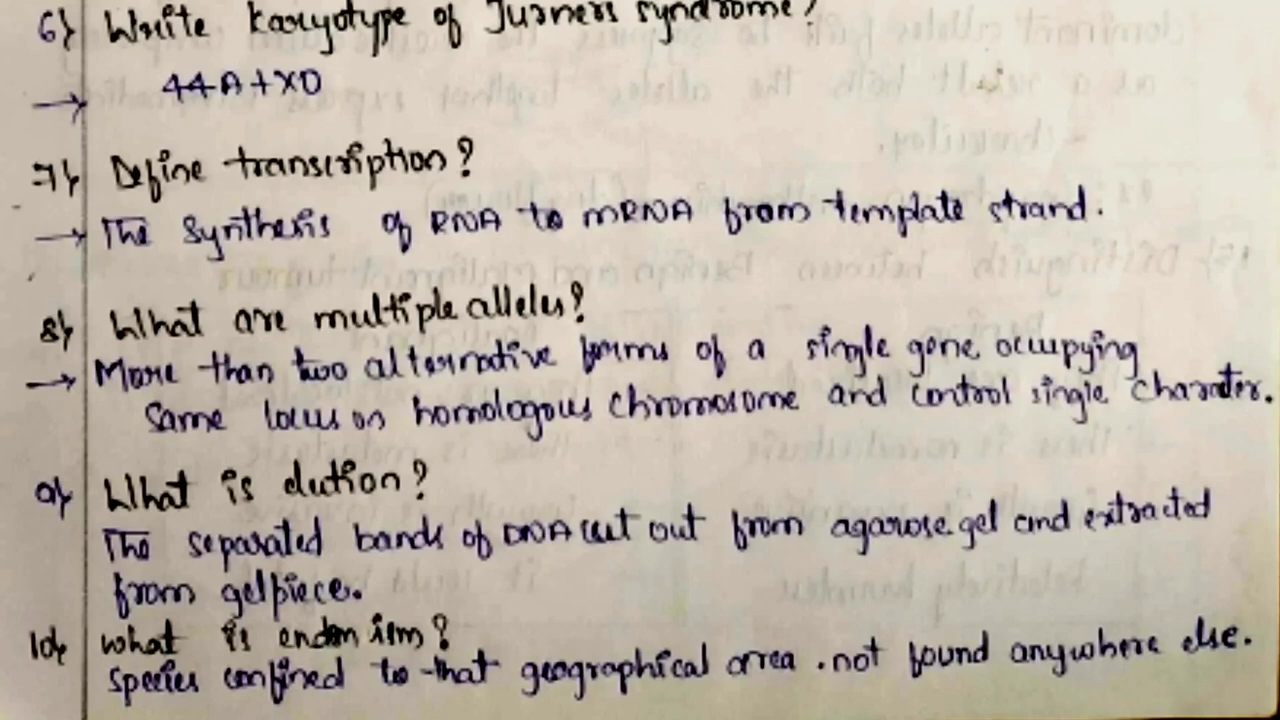 6} Write Karyotype of Turners syndrome?
→ 44A+XO
7} Define transcription?
→ The synthesis of RNA to mRNA from template strand.
8} What are multiple alleles?
→ More than two alternative forms of a single gene occupying
same locus on homologous chromosome and control single charater.
9} What is elution?
The separated bands of DNA cut out from agarose gel and extracted
from gel piece.
10} what is endemism?
species confined to that geographical area . not found anywhere else.